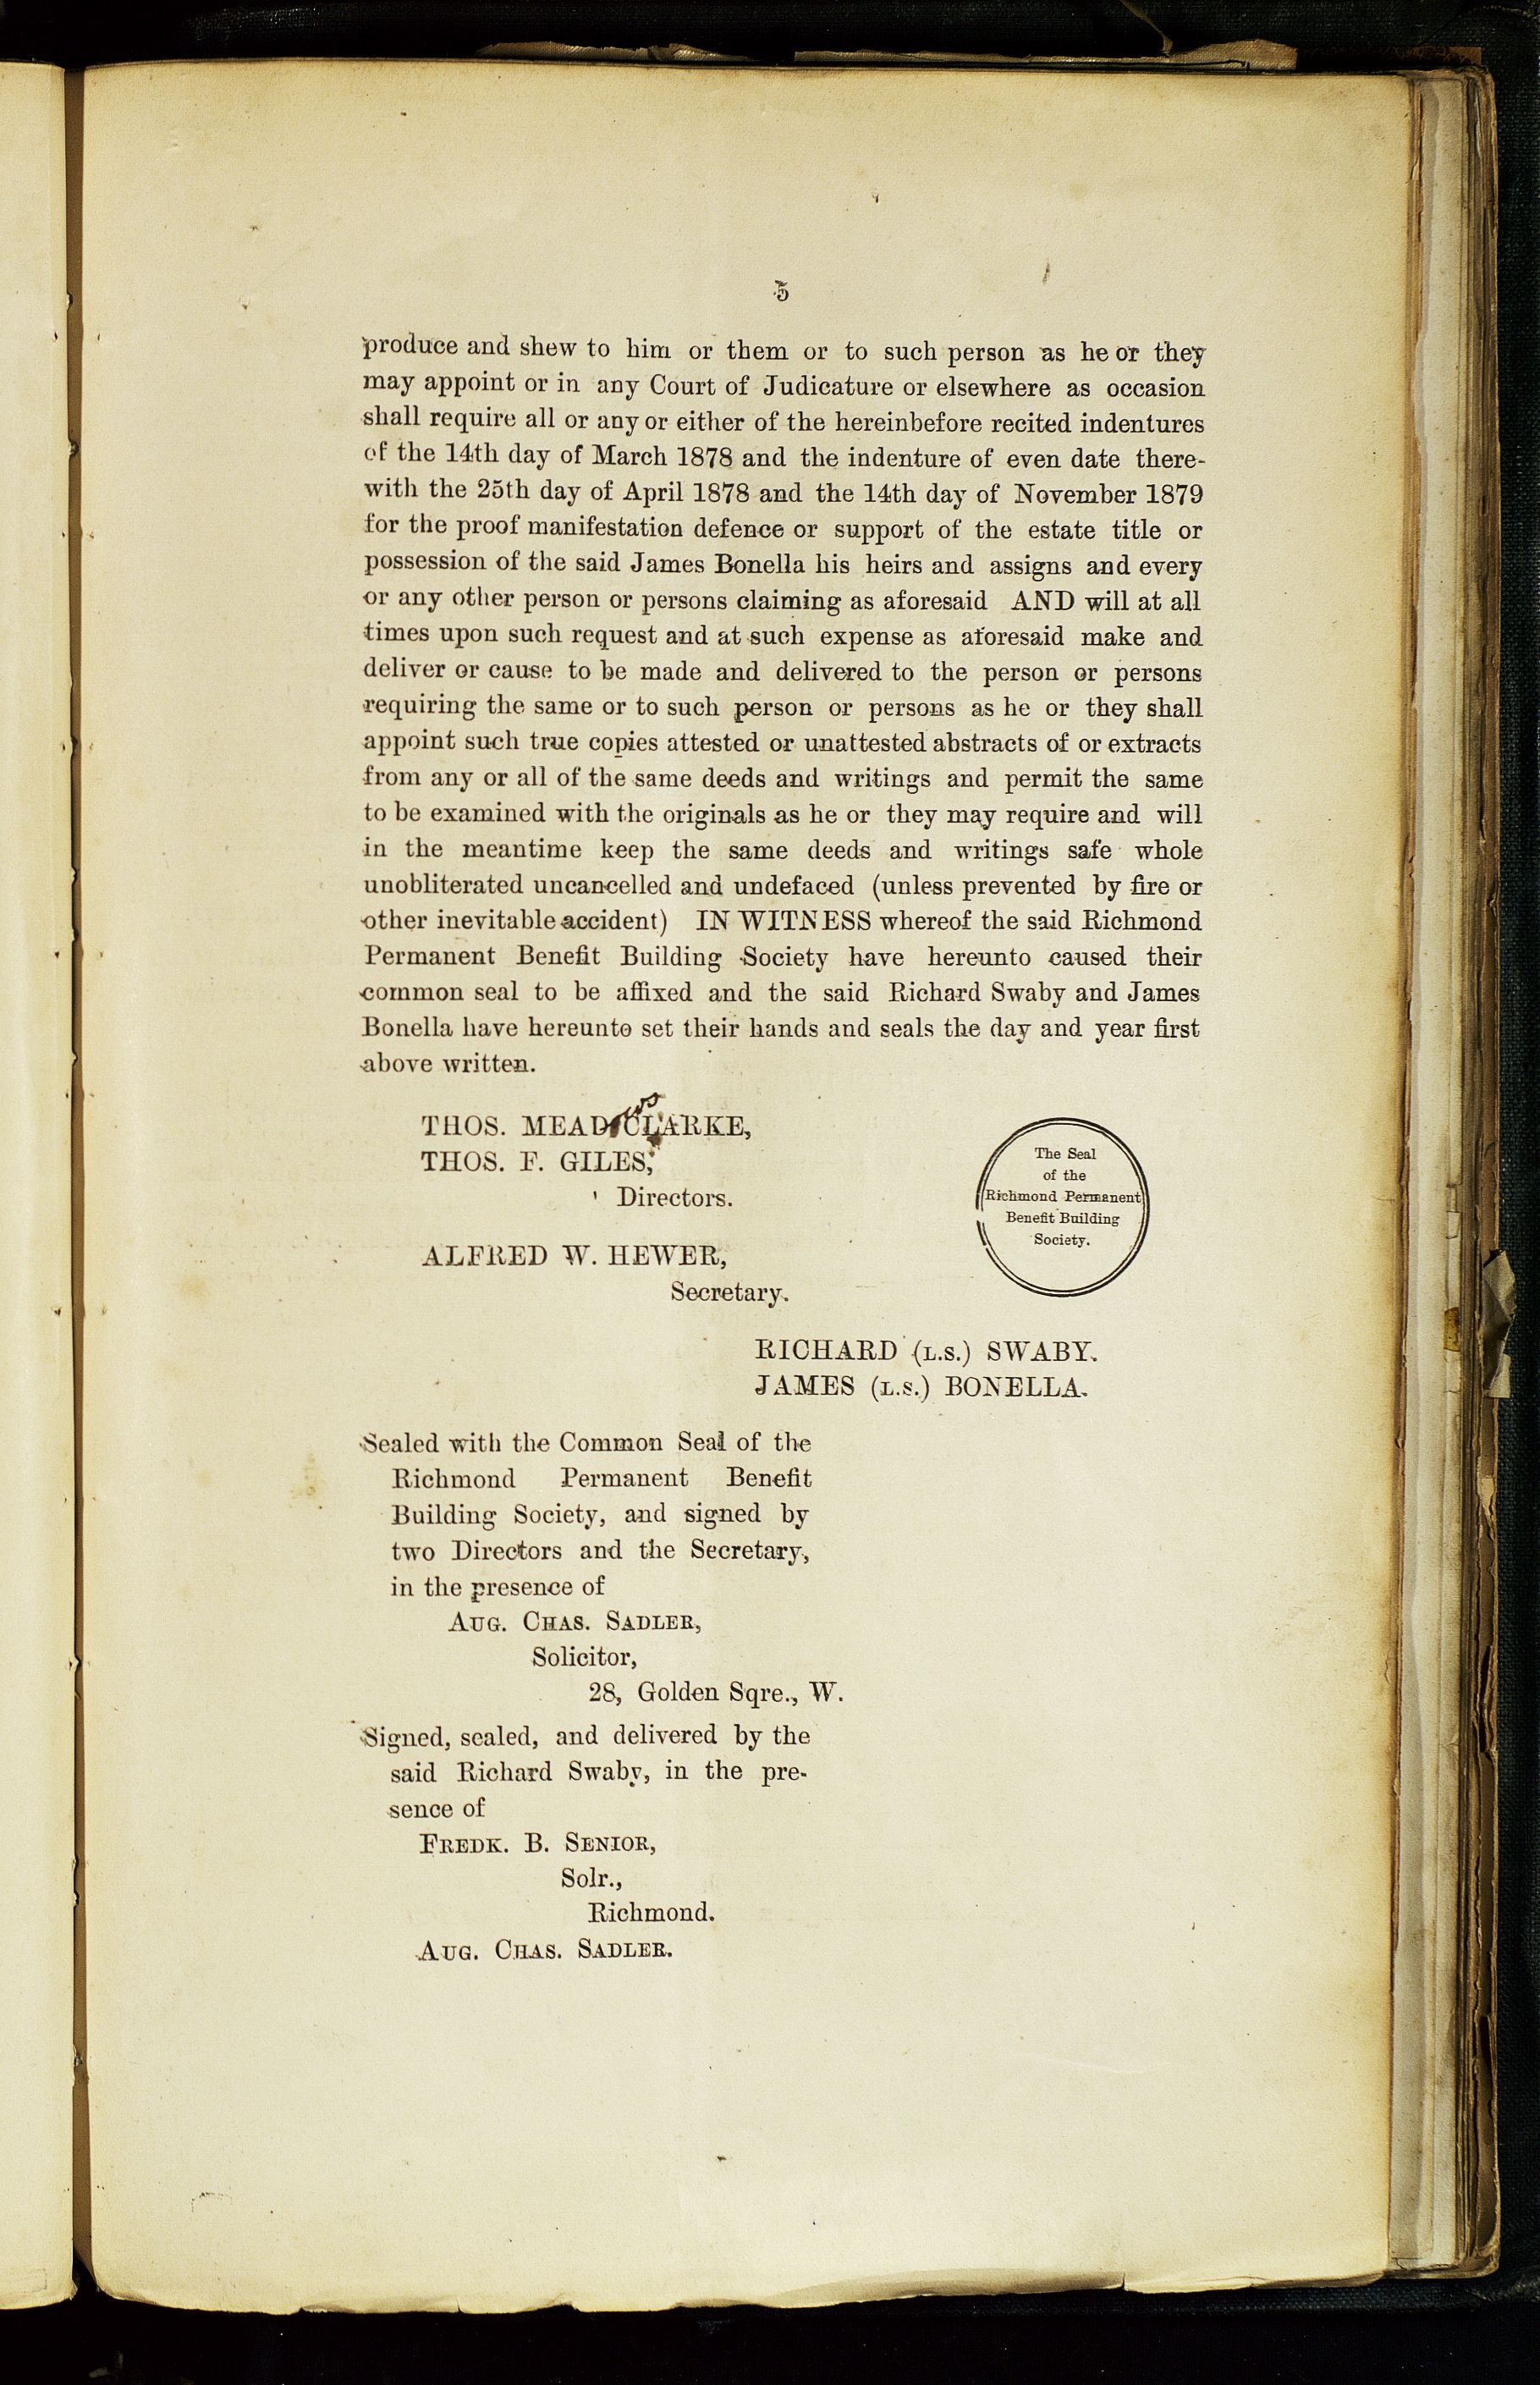 5
produce and shew to him or them or to such person as he or they
may appoint or in any Court of Judicature or elsewhere as occasion
shall require all or any or either of the hereinbefore recited indentures
of the 14th day of March 1878 and the indenture of even date there-
with the 25th day of April 1878 and the 14th day of November 1879
for the proof manifestation defence or support of the estate title or
possession of the said James Bonella his heirs and assigns and every
or any other person or persons claiming as aforesaid AND will at all
times upon such request and at such expense as aforesaid make and
deliver or cause to be made and delivered to the person or persons
requiring the same or to such person or persons as he or they shall
appoint such true copies attested or unattested abstracts of or extracts
from any or all of the same deeds and writings and permit the same
to be examined with the originals as he or they may require and will
in the meantime keep the same deeds and writings safe whole
unobliterated uncancelled and undefaced (unless prevented by fire or
other inevitable accident) IN WITNESS whereof the said Richmond
Permanent Benefit Building Society have hereunto caused their
common seal to be affixed and the said Richard Swaby and James
Bonella have hereunto set their hands and seals the day and year first
above written.
ows
THOS. MEAD CLARKE,
THOS. F. GILES,
Directors.
ALFRED W. HEWER,
Secretary.
The Seal
of the
Richmond Permanent
Benefit Building
Society.
RICHARD (L.S.) SWABY.
JAMES (L.S.) BONELLA.
Sealed with the Common Seal of the
Richmond Permanent Benefit
Building Society, and signed by
two Directors and the Secretary,
in the presence of
AUG. CHAS. SADLER,
Solicitor,
28, Golden Sqre., W.
Signed, sealed, and delivered by the
said Richard Swaby, in the pre-
sence of
FREDK. B. SENIOR,
Solr.,
Richmond.
AUG. CHAS. SADLER.